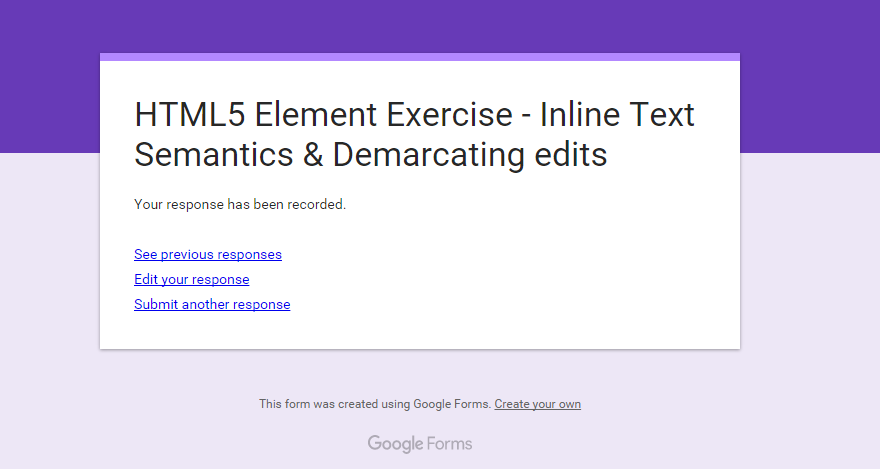 HTML5 Element Exercise - Inline Text
Semantics & Demarcating edits
Your response has been recorded.
See previous responses
Edit your response
Submit another response
This form was created using Google Forms. Create your own
Google Forms